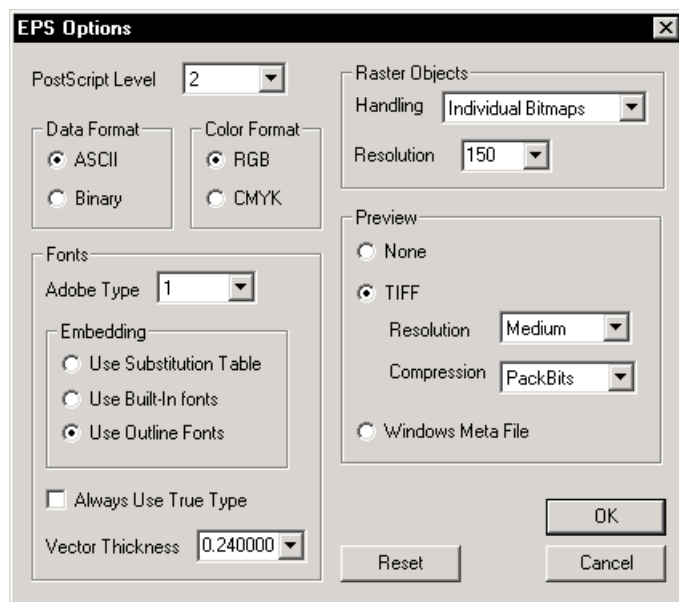 EPS Options
PostScript Level 2
Data Format
ASCII
Binary
Color Format
RGB
CMYK
Fonts
Adobe Type 1
Embedding
Use Substitution Table
Use Built-In fonts
Use Outline Fonts
Always Use True Type
Vector Thickness 0.240000
Raster Objects
Handling Individual Bitmaps
Resolution 150
Preview
None
TIFF
Resolution Medium
Compression PackBits
Windows Meta File
OK
Reset Cancel